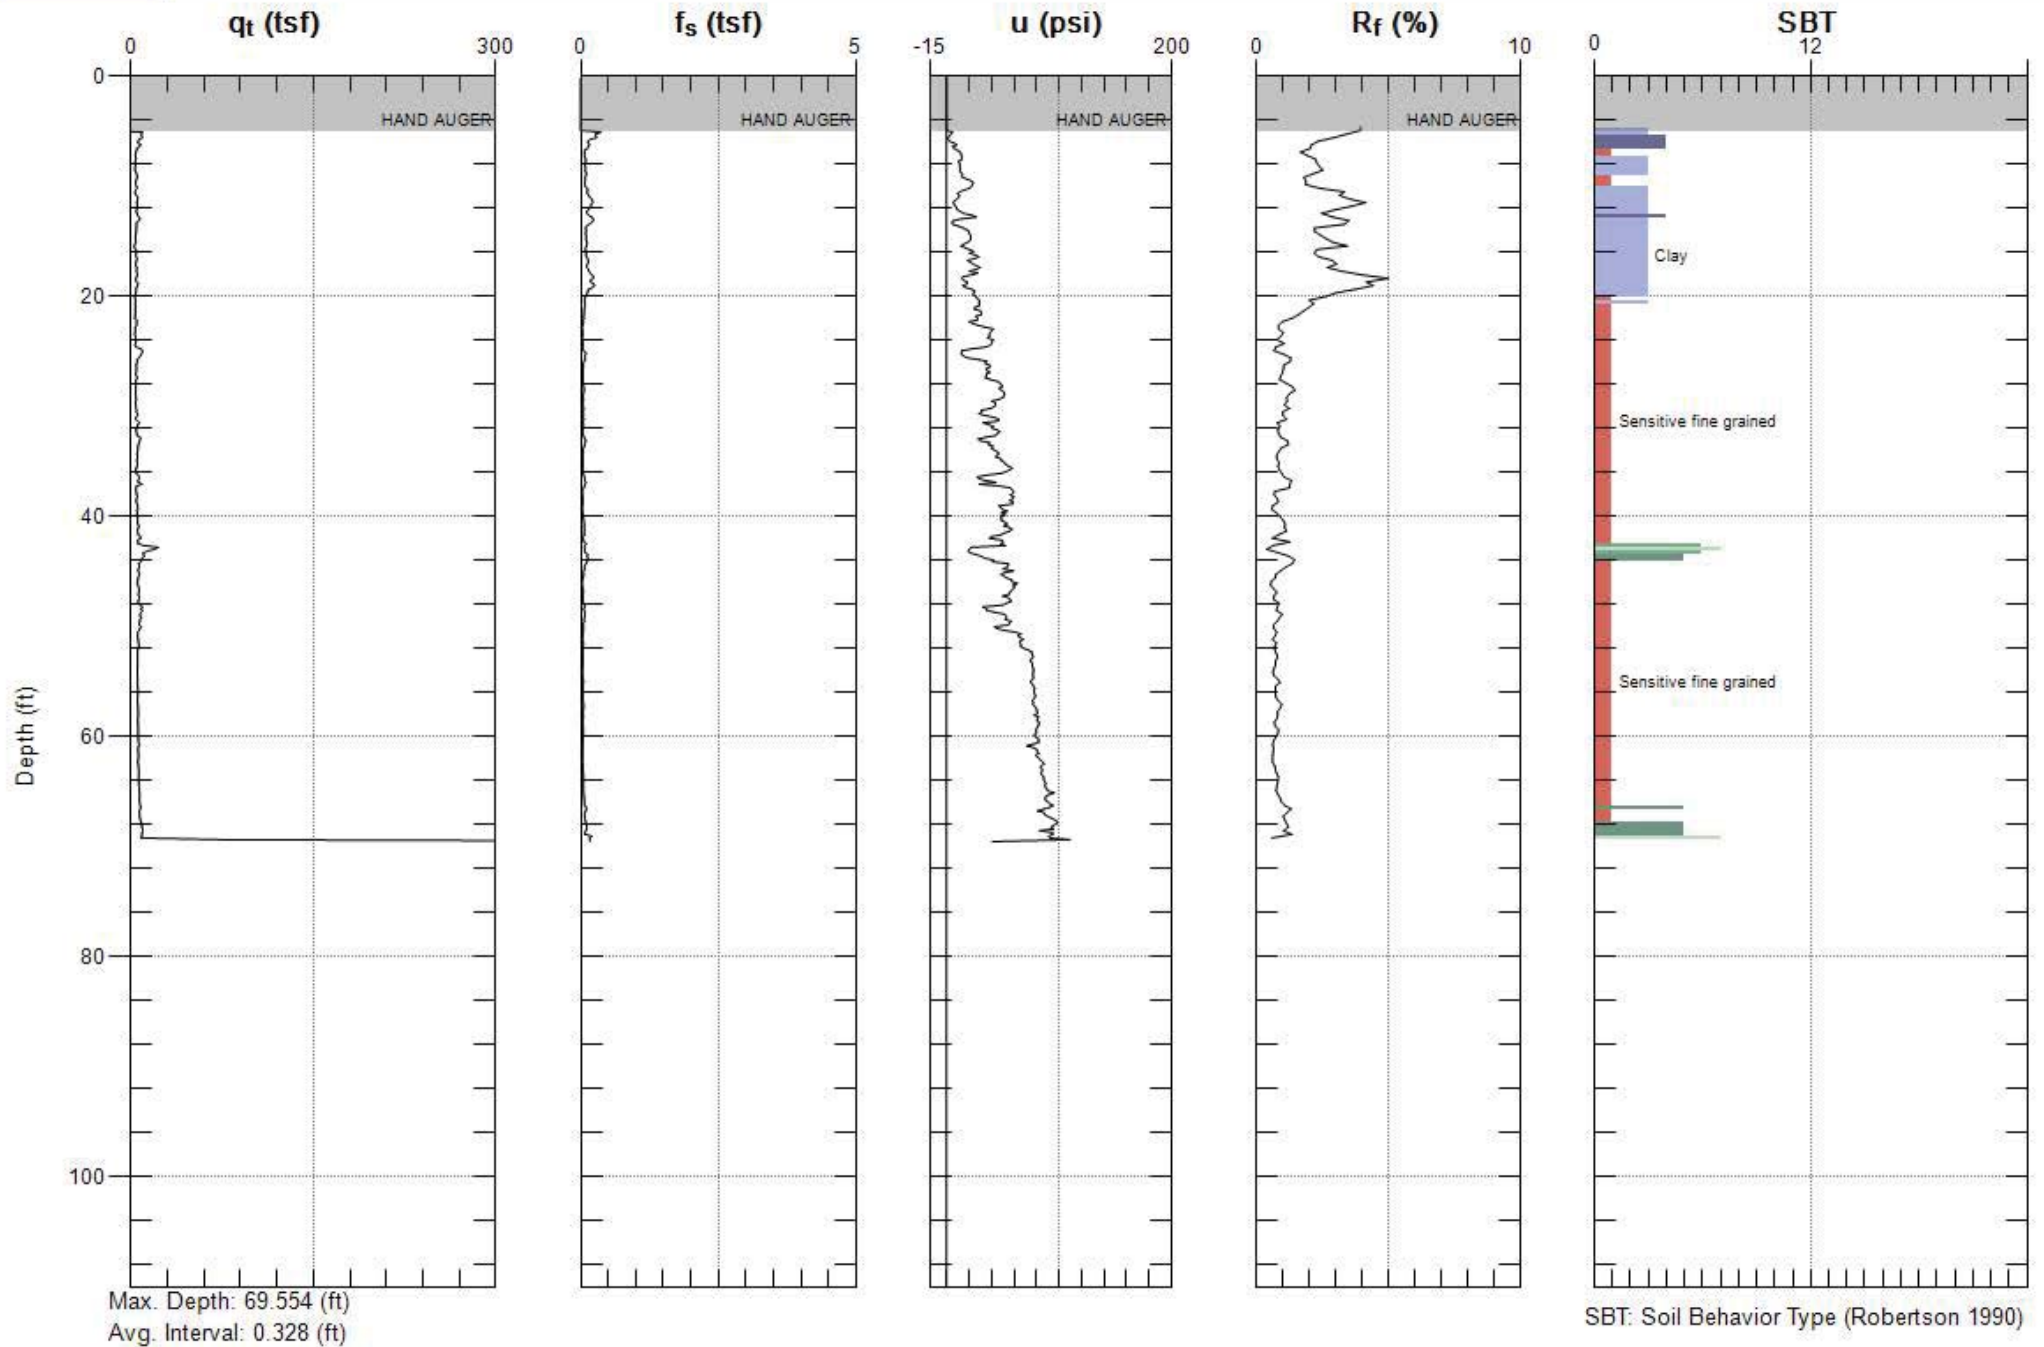 qt (tsf)
fs (tsf)
u (psi)
Rf (%)
SBT
0 300
0 5
-15 200
0 10
0 12
0
HAND AUGER
HAND AUGER
HAND AUGER
HAND AUGER
Clay
20
Sensitive fine grained
40
Sensitive fine grained
Depth (ft)
60
80
100
Max. Depth: 69.554 (ft)
Avg. Interval: 0.328 (ft)
SBT: Soil Behavior Type (Robertson 1990)